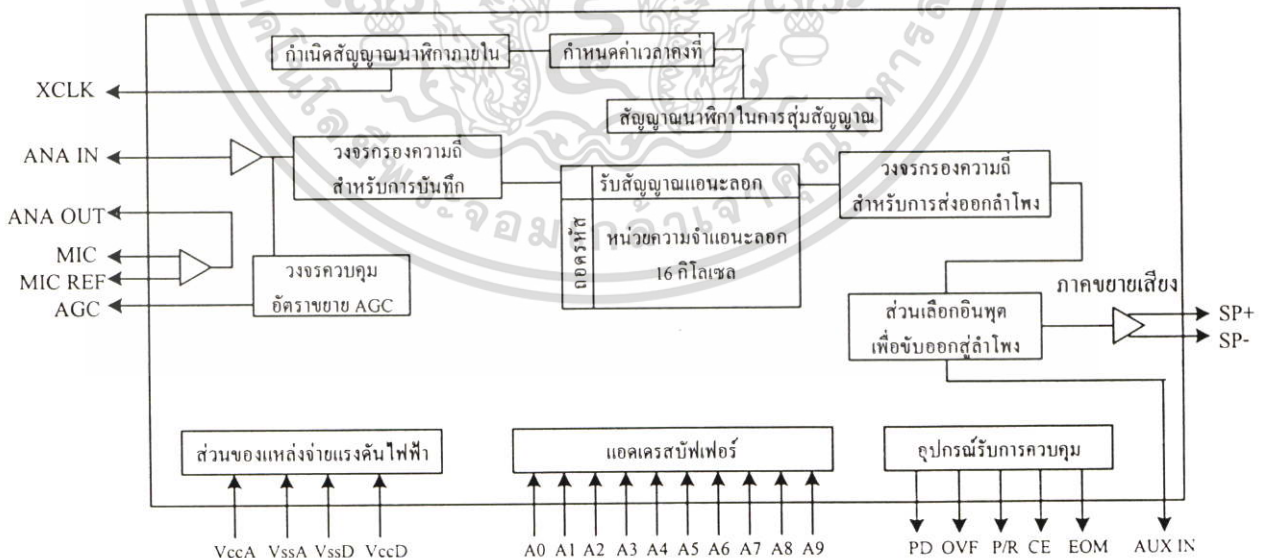 กำเนิดสัญญาณนาฬิกาภายใน
กำหนดค่าเวลาคงที่
XCLK
สัญญาณนาฬิกาในการสุ่มสัญญาณ
ANA IN
วงจรกรองความถี่
สำหรับการบันทึก
รับสัญญาณแอนะลอก
วงจรกรองความถี่
สำหรับการส่งออกลำโพง
ANA OUT
MIC
MIC REF
AGC
วงจรควบคุม
อัตราขยาย AGC
ถอดรหัส
หน่วยความจำแอนะลอก
16 กิโลเซล
ส่วนเลือกอินพุต
เพื่อขับออกสู่ลำโพง
ภาคขยายเสียง
SP+
SP-
ส่วนของแหล่งจ่ายแรงดันไฟฟ้า
แอดเดรสบัฟเฟอร์
อุปกรณ์รับการควบคุม
VccA VssA VssD VccD
A0 A1 A2 A3 A4 A5 A6 A7 A8 A9
PD OVF P/R CE EOM AUX IN